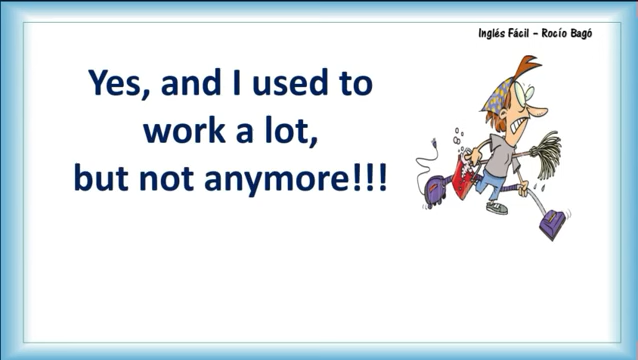 Inglés Fácil – Rocío Bagó
Yes, and I used to
work a lot,
but not anymore!!!